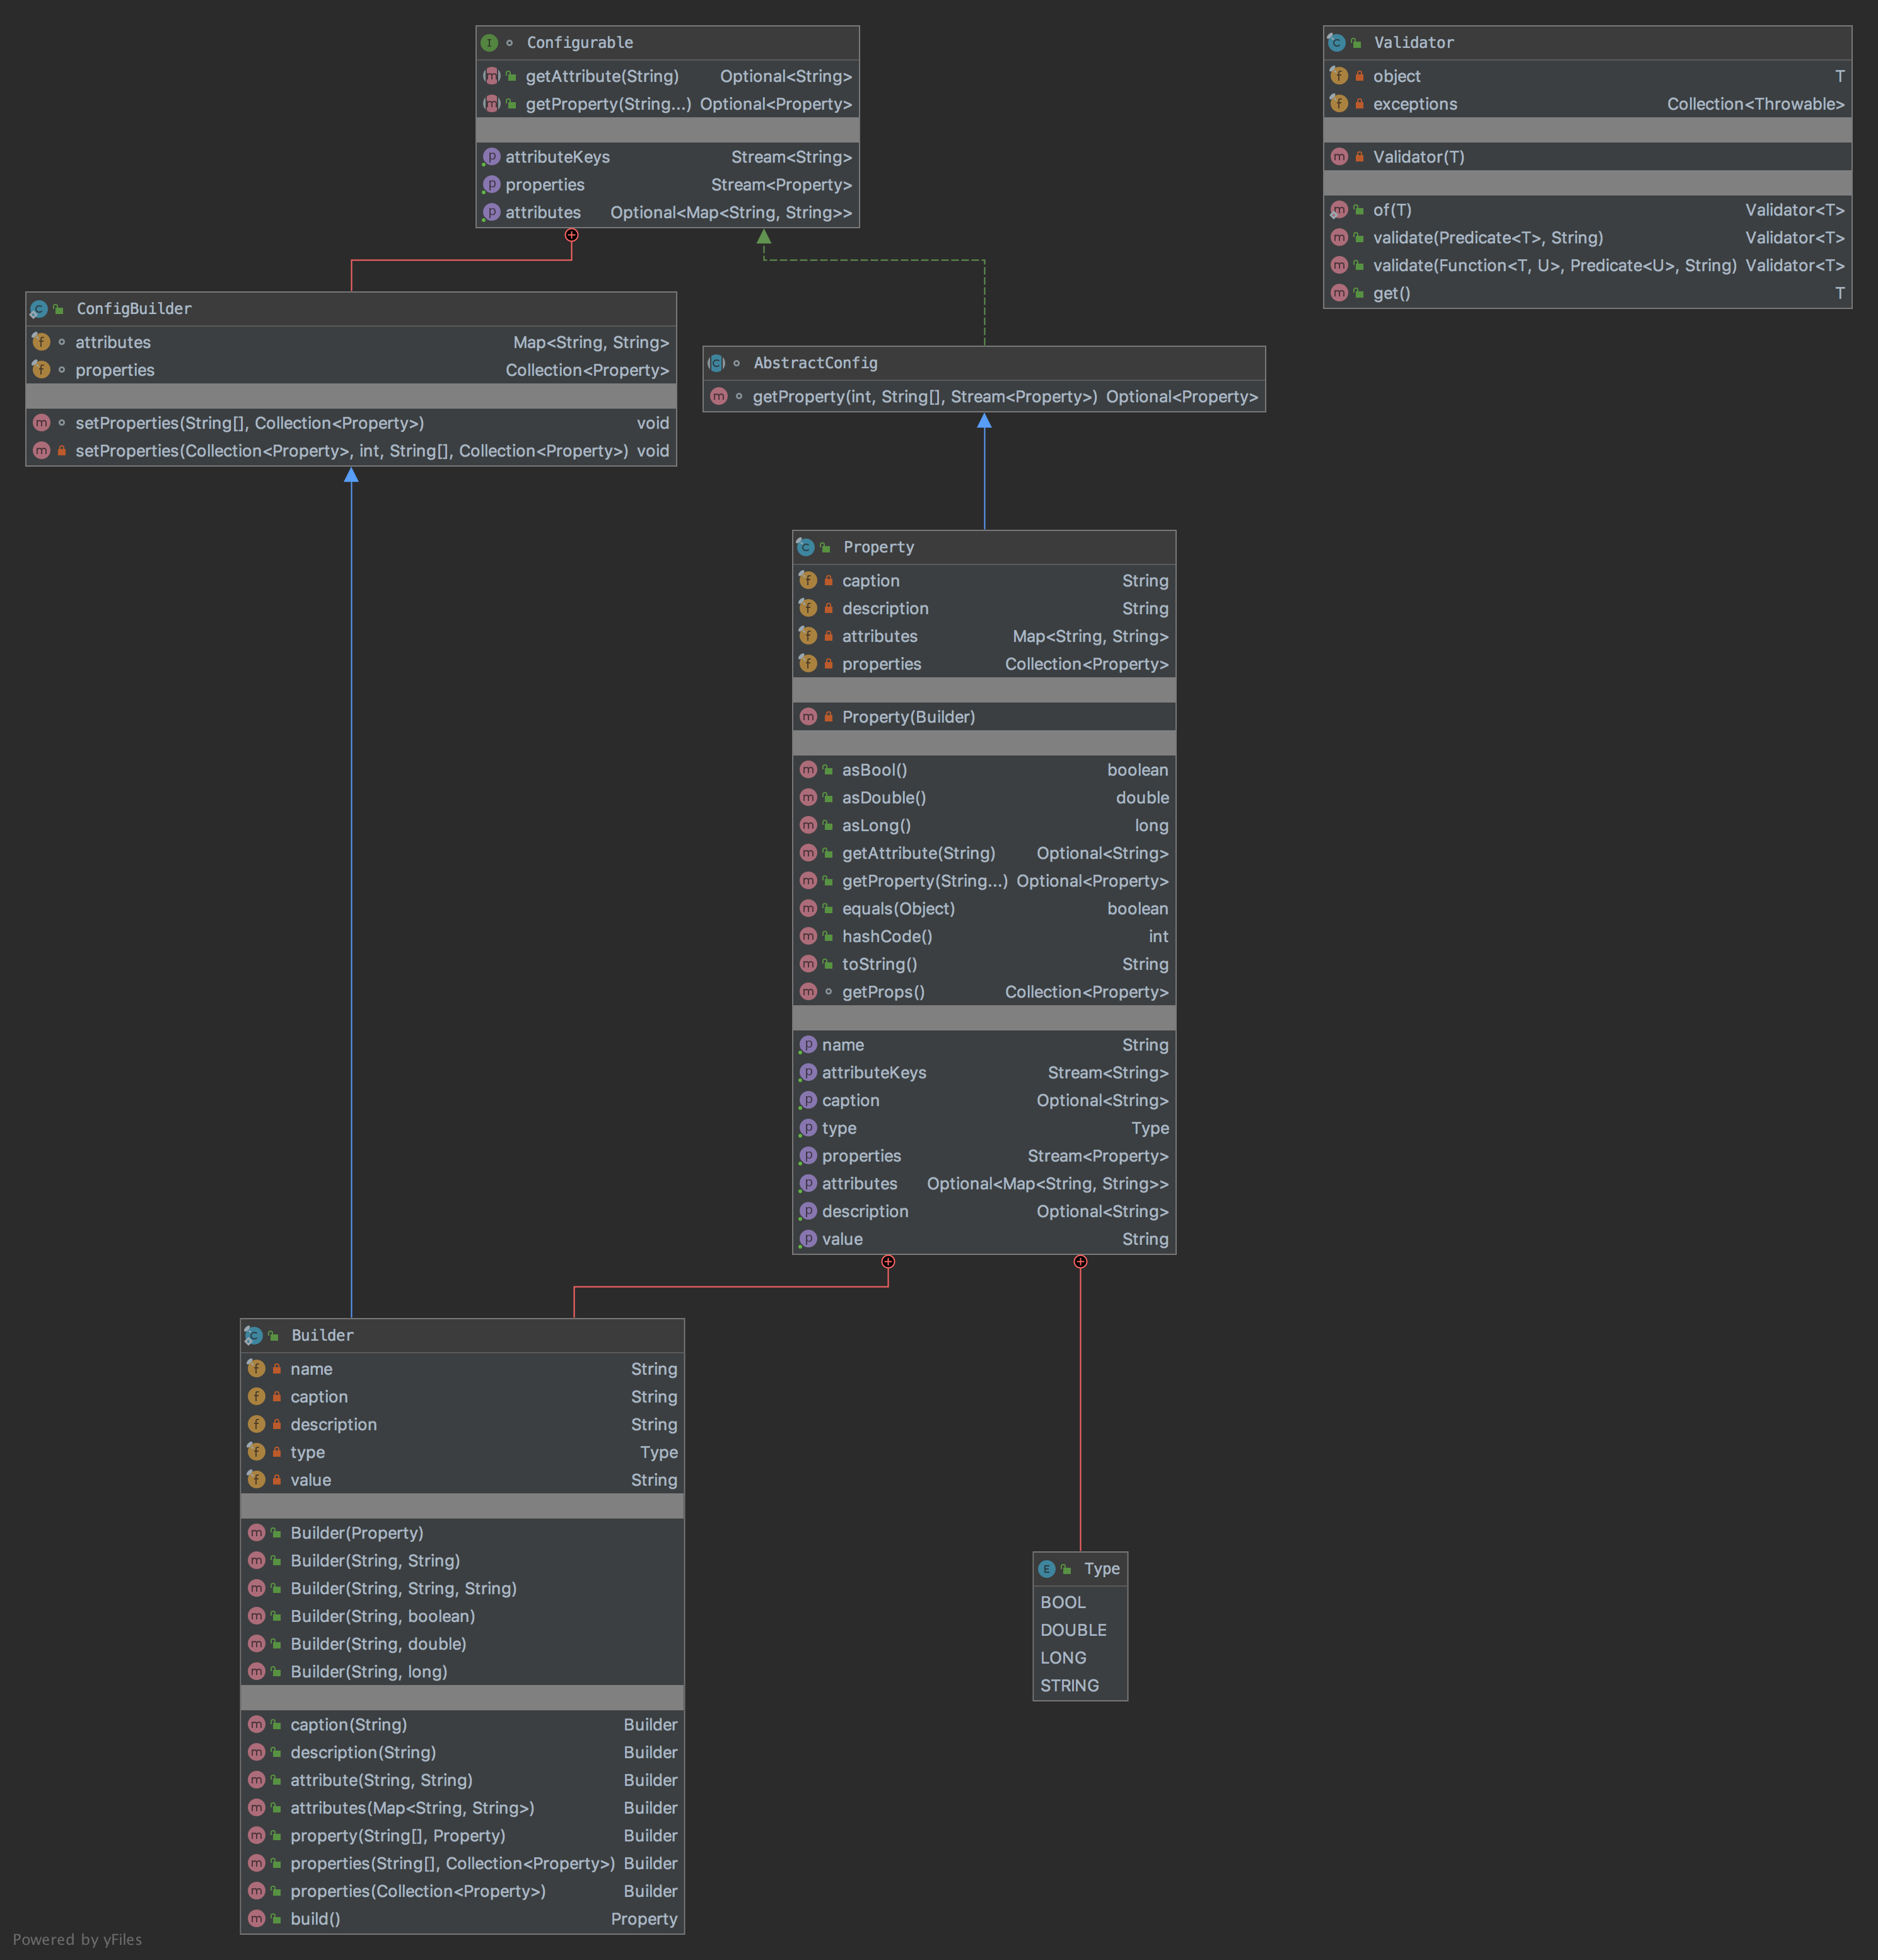 Configurable
getAttribute(String) Optional<String>
getProperty(String...) Optional<Property>
attributeKeys Stream<String>
properties Stream<Property>
attributes Optional<Map<String, String>>
Validator
object T
exceptions Collection<Throwable>
Validator(T)
of(T) Validator<T>
validate(Predicate<T>, String) Validator<T>
validate(Function<T, U>, Predicate<U>, String) Validator<T>
get() T
ConfigBuilder
attributes Map<String, String>
properties Collection<Property>
setProperties(String[], Collection<Property>) void
setProperties(Collection<Property>, int, String[], Collection<Property>) void
AbstractConfig
getProperty(int, String[], Stream<Property>) Optional<Property>
Property
caption String
description String
attributes Map<String, String>
properties Collection<Property>
Property(Builder)
asBool() boolean
asDouble() double
asLong() long
getAttribute(String) Optional<String>
getProperty(String...) Optional<Property>
equals(Object) boolean
hashCode() int
toString() String
getProps() Collection<Property>
name String
attributeKeys Stream<String>
caption Optional<String>
type Type
properties Stream<Property>
attributes Optional<Map<String, String>>
description Optional<String>
value String
Builder
name String
caption String
description String
type Type
value String
Builder(Property)
Builder(String, String)
Builder(String, String, String)
Builder(String, boolean)
Builder(String, double)
Builder(String, long)
caption(String) Builder
description(String) Builder
attribute(String, String) Builder
attributes(Map<String, String>) Builder
property(String[], Property) Builder
properties(String[], Collection<Property>) Builder
properties(Collection<Property>) Builder
build() Property
Type
BOOL
DOUBLE
LONG
STRING
Powered by yFiles